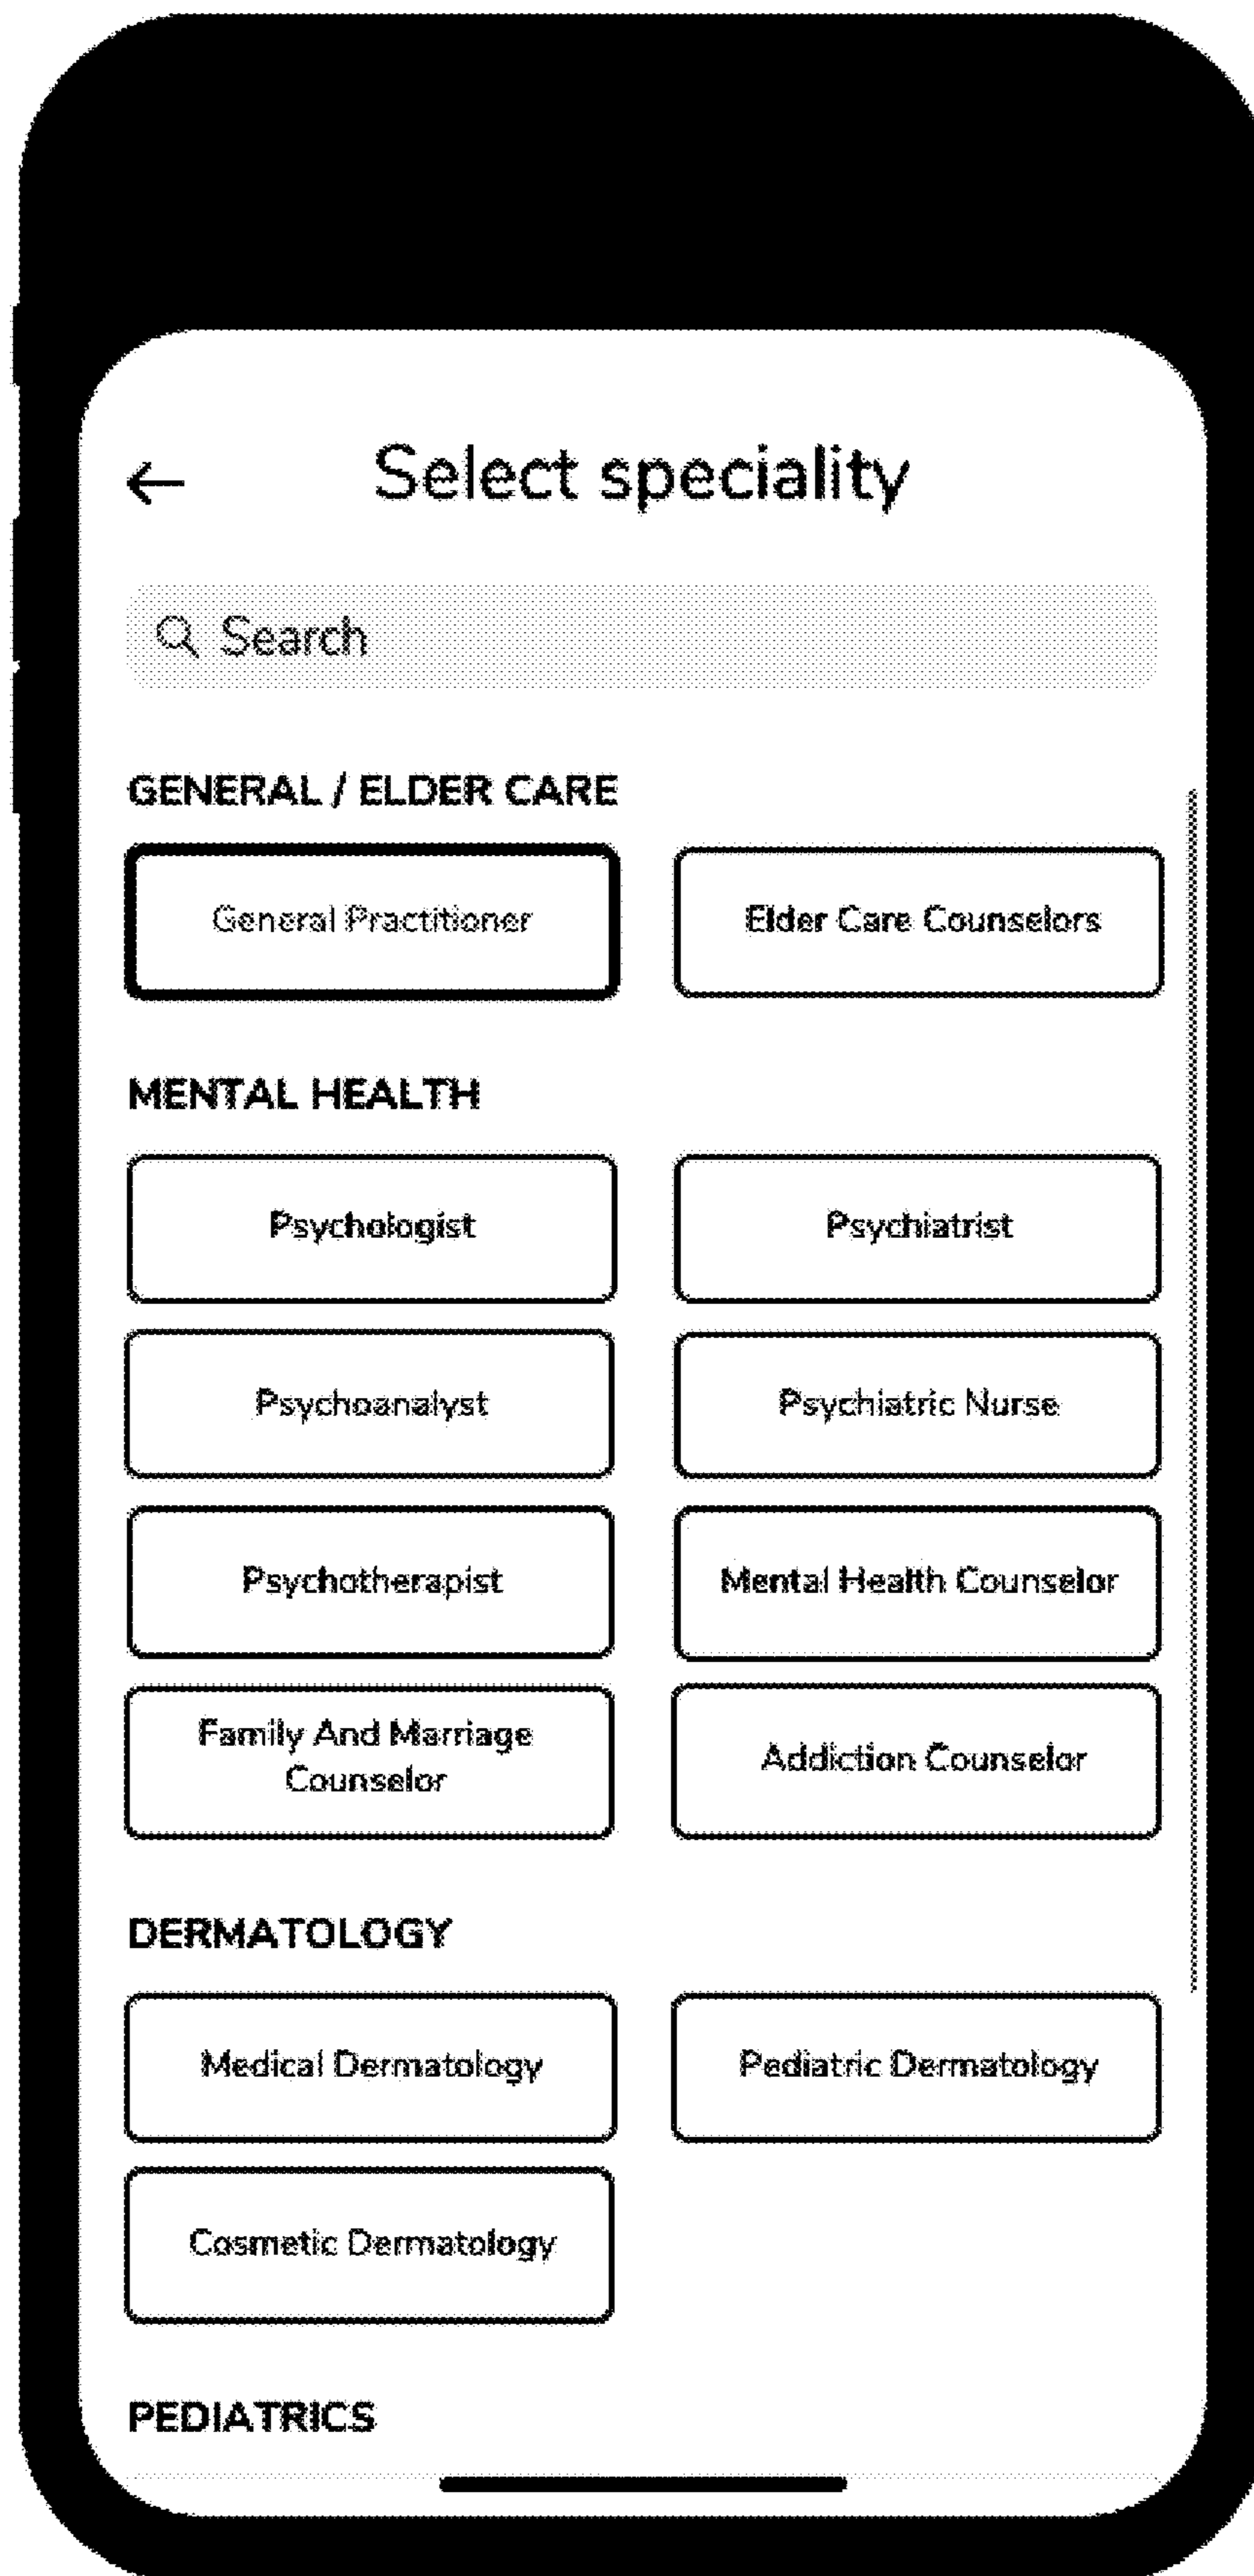 Select speciality
Search
GENERAL / ELDER CARE
General Practitioner
Elder Care Counselors
MENTAL HEALTH
Psychologist
Psychiatrist
Psychoanalyst
Psychiatric Nurse
Psychotherapist
Mental Health Counselor
Family And Marriage
Counselor
Addiction Counselor
DERMATOLOGY
Medical Dermatology
Pediatric Dermatology
Cosmetic Dermatology
PEDIATRICS